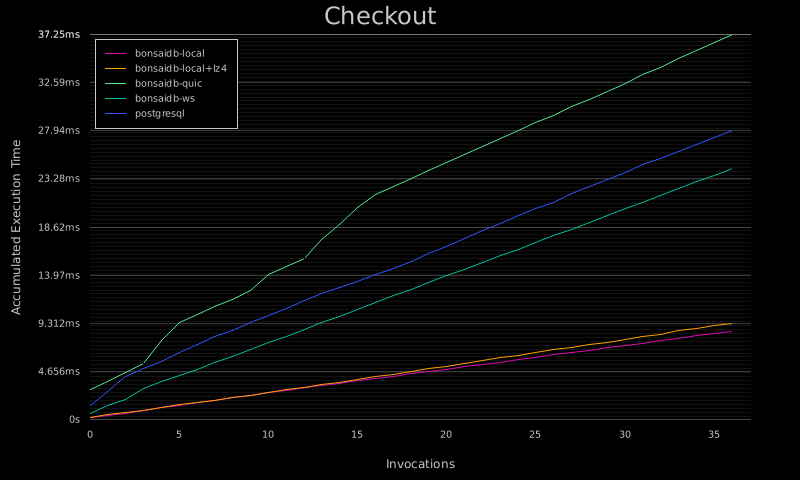 Checkout
37.25ms
32.59ms
27.94ms
23.28ms
18.62ms
13.97ms
9.312ms
4.656ms
0s
Accumulated Execution Time
bonsaidb-local
bonsaidb-local+lz4
bonsaidb-quic
bonsaidb-ws
postgresql
0 5 10 15 20 25 30 35
Invocations